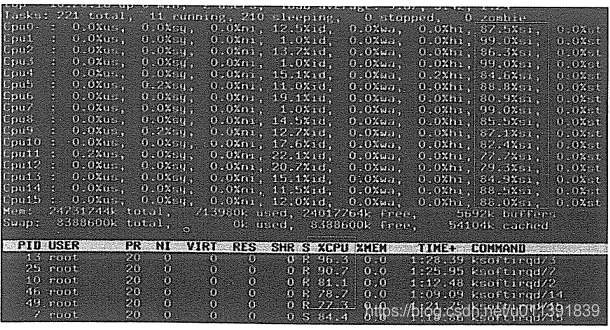 Tasks: 221 total, 11 running, 210 sleeping, 0 stopped, 0 zombie
Cpu0 : 0.0%us, 0.0%sy, 0.0%ni, 12.5%id, 0.0%wa, 0.0%hi, 87.5%si, 0.0%st
Cpu1 : 0.0%us, 0.0%sy, 0.0%ni, 1.0%id, 0.0%wa, 0.0%hi, 99.0%si, 0.0%st
Cpu2 : 0.0%us, 0.0%sy, 0.0%ni, 13.7%id, 0.0%wa, 0.0%hi, 86.3%si, 0.0%st
Cpu3 : 0.0%us, 0.0%sy, 0.0%ni, 1.0%id, 0.0%wa, 0.0%hi, 99.0%si, 0.0%st
Cpu4 : 0.0%us, 0.0%sy, 0.0%ni, 15.1%id, 0.0%wa, 0.2%hi, 84.6%si, 0.0%st
Cpu5 : 0.0%us, 0.2%sy, 0.0%ni, 11.0%id, 0.0%wa, 0.0%hi, 88.8%si, 0.0%st
Cpu6 : 0.0%us, 0.0%sy, 0.0%ni, 19.1%id, 0.0%wa, 0.0%hi, 80.9%si, 0.0%st
Cpu7 : 0.0%us, 0.0%sy, 0.0%ni, 1.0%id, 0.0%wa, 0.0%hi, 99.0%si, 0.0%st
Cpu8 : 0.0%us, 0.0%sy, 0.0%ni, 14.5%id, 0.0%wa, 0.0%hi, 85.5%si, 0.0%st
Cpu9 : 0.0%us, 0.2%sy, 0.0%ni, 12.7%id, 0.0%wa, 0.0%hi, 87.1%si, 0.0%st
Cpu10 : 0.0%us, 0.0%sy, 0.0%ni, 17.6%id, 0.0%wa, 0.0%hi, 82.4%si, 0.0%st
Cpu11 : 0.2%us, 0.0%sy, 0.0%ni, 22.1%id, 0.0%wa, 0.0%hi, 77.7%si, 0.0%st
Cpu12 : 0.0%us, 0.0%sy, 0.0%ni, 20.7%id, 0.0%wa, 0.0%hi, 79.3%si, 0.0%st
Cpu13 : 0.0%us, 0.0%sy, 0.0%ni, 15.1%id, 0.0%wa, 0.0%hi, 84.9%si, 0.0%st
Cpu14 : 0.0%us, 0.0%sy, 0.0%ni, 11.5%id, 0.0%wa, 0.0%hi, 88.5%si, 0.0%st
Cpu15 : 0.0%us, 0.0%sy, 0.0%ni, 12.0%id, 0.0%wa, 0.0%hi, 88.0%si, 0.0%st
Mem: 24731744k total, 713980k used, 24017764k free, 5692k buffers
Swap: 8388600k total, 0k used, 8388600k free, 54104k cached
PID USER PR NI VIRT RES SHR S %CPU %MEM TIME+ COMMAND
13 root 20 0 0 0 0 R 96.3 0.0 1:28.39 ksoftirqd/3
25 root 20 0 0 0 0 R 90.7 0.0 1:25.95 ksoftirqd/7
10 root 20 0 0 0 0 R 81.1 0.0 1:12.48 ksoftirqd/2
46 root 20 0 0 0 0 R 78.7 0.0 1:09.09 ksoftirqd/14
49 root 20 0 0 0 0 R
7 root 20 0 0 0 0 S 84.4 0.0
https://blog.csdn.net/u011391839